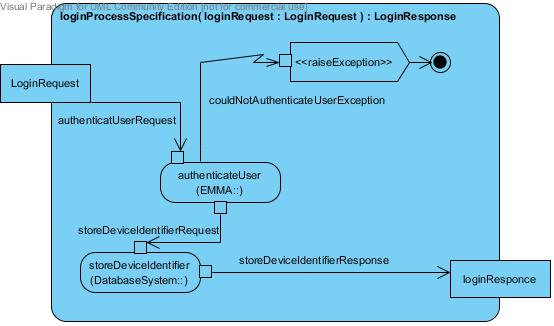 Visual Paradigm for UML Community Edition [not for commercial use]
loginProcessSpecification( loginRequest : LoginRequest ) : LoginResponse
LoginRequest
<<raiseException>>
couldNotAuthenticateUserException
authenticatUserRequest
authenticateUser
(EMMA::)
storeDeviceIdentifierRequest
storeDeviceIdentifier
(DatabaseSystem::)
storeDeviceIdentifierResponse
loginResponce